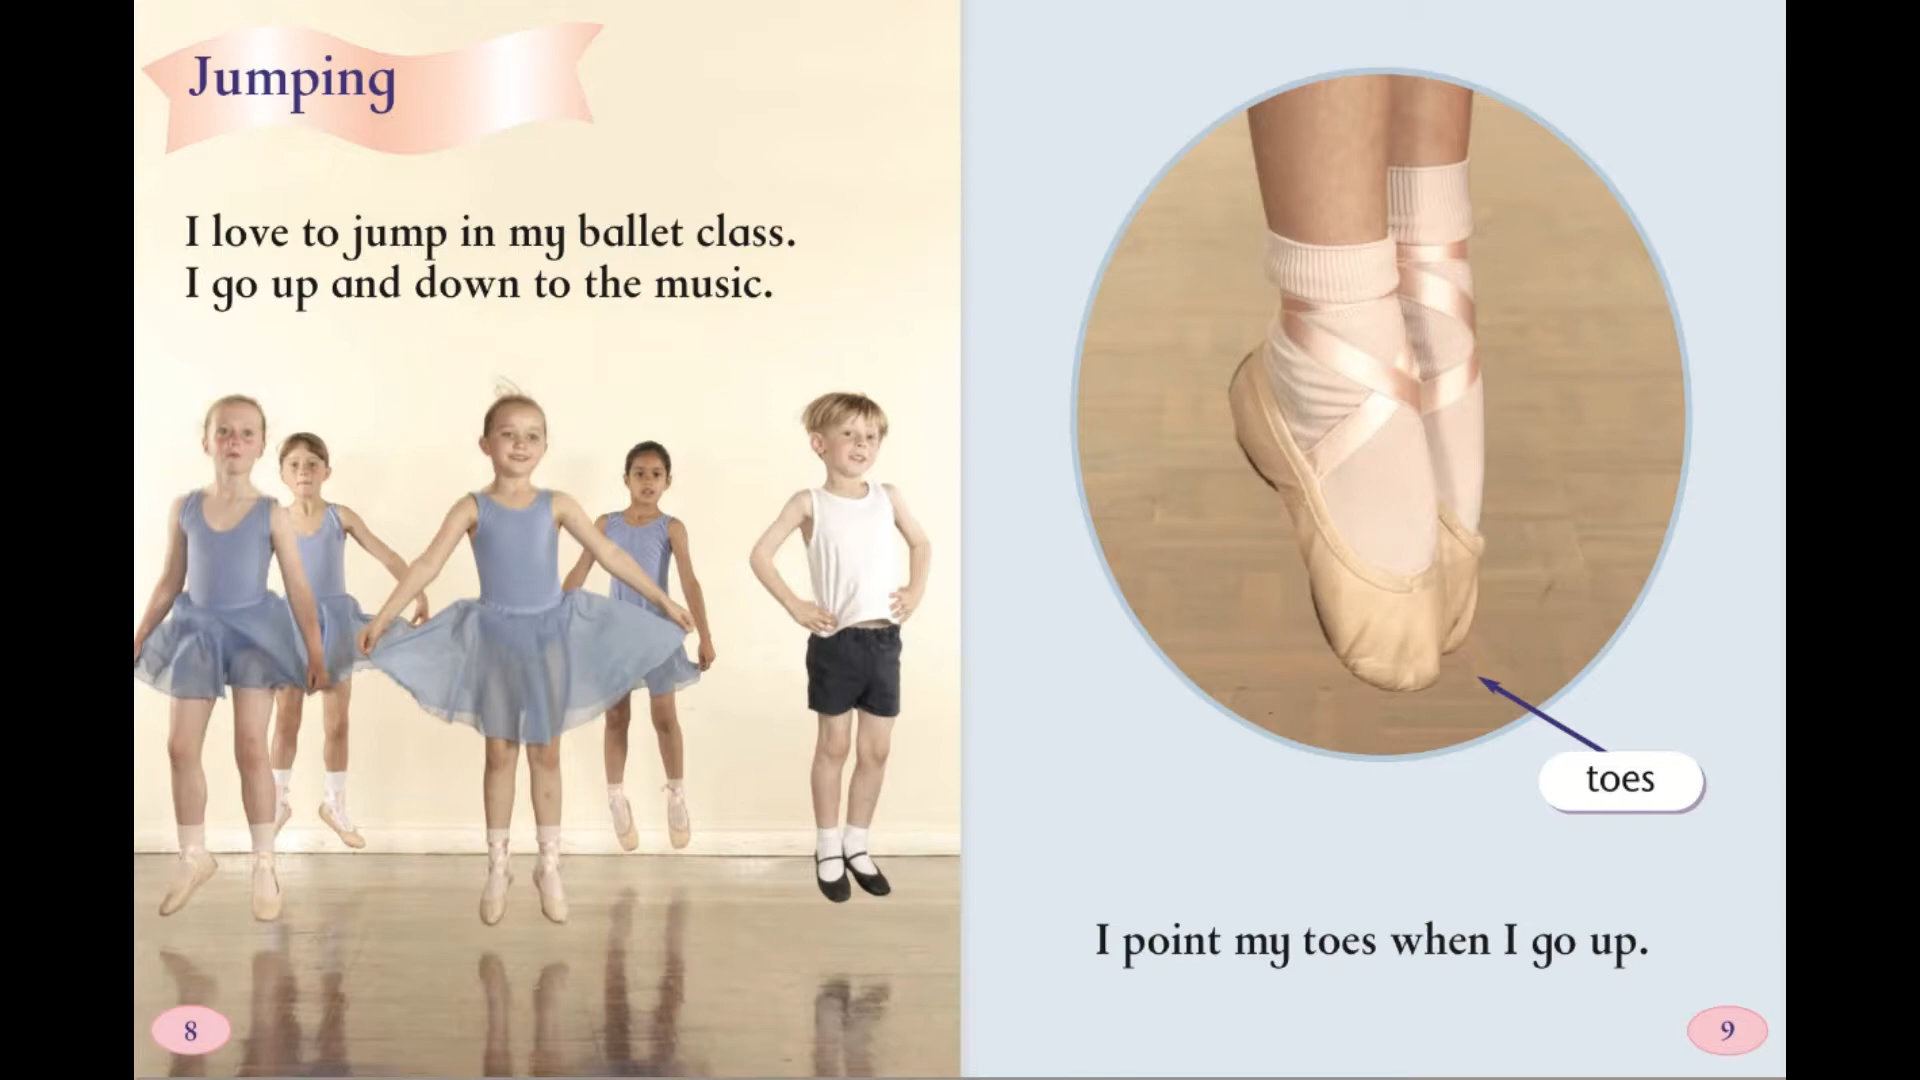 Jumping
I love to jump in my ballet class.
I go up and down to the music.
8
toes
I point my toes when I go up.
9